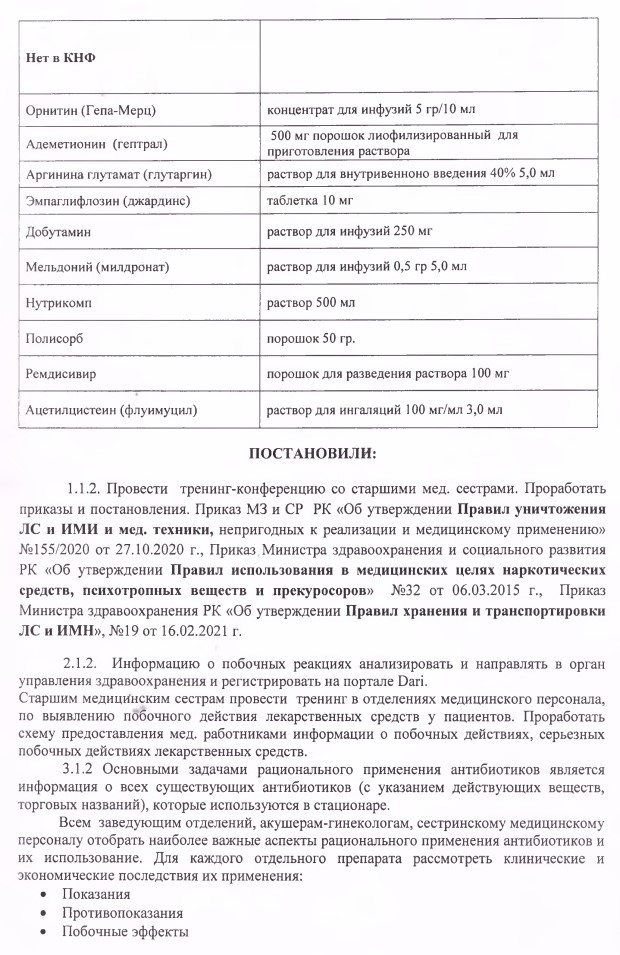 Нет в КНФ
Орнитин (Гепа-Мерц) концентрат для инфузий 5 гр/10 мл
Адеметионин (гептрал) 500 мг порошок лиофилизированный для
приготовления раствора
Аргинина глутамат (глутаргин) раствор для внутривенноно введения 40% 5,0 мл
Эмпаглифлозин (джардинс) таблетка 10 мг
Добутамин раствор для инфузий 250 мг
Мельдоний (милдронат) раствор для инфузий 0,5 гр 5,0 мл
Нутрикомп раствор 500 мл
Полисорб порошок 50 гр.
Ремдисивир порошок для разведения раствора 100 мг
Ацетилцистеин (флуимуцил) раствор для ингаляций 100 мг/мл 3,0 мл
ПОСТАНОВИЛИ:
1.1.2. Провести тренинг-конференцию со старшими мед. сестрами. Проработать
приказы и постановления. Приказ МЗ и СР РК «Об утверждении Правил уничтожения
ЛС и ИМИ и мед. техники, непригодных к реализации и медицинскому применению»
№155/2020 от 27.10.2020 г., Приказ Министра здравоохранения и социального развития
РК «Об утверждении Правил использования в медицинских целях наркотических
средств, психотропных веществ и прекуросоров» №32 от 06.03.2015 г., Приказ
Министра здравоохранения РК «Об утверждении Правил хранения и транспортировки
ЛС и ИМН», №19 от 16.02.2021 г.
2.1.2. Информацию о побочных реакциях анализировать и направлять в орган
управления здравоохранения и регистрировать на портале Dari.
Старшим медицинским сестрам провести тренинг в отделениях медицинского персонала,
по выявлению побочного действия лекарственных средств у пациентов. Проработать
схему предоставления мед. работниками информации о побочных действиях, серьезных
побочных действиях лекарственных средств.
3.1.2 Основными задачами рационального применения антибиотиков является
информация о всех существующих антибиотиков (с указанием действующих веществ,
торговых названий), которые используются в стационаре.
Всем заведующим отделений, акушерам-гинекологам, сестринскому медицинскому
персоналу отобрать наиболее важные аспекты рационального применения антибиотиков и
их использование. Для каждого отдельного препарата рассмотреть клинические и
экономические последствия их применения:
• Показания
• Противопоказания
• Побочные эффекты